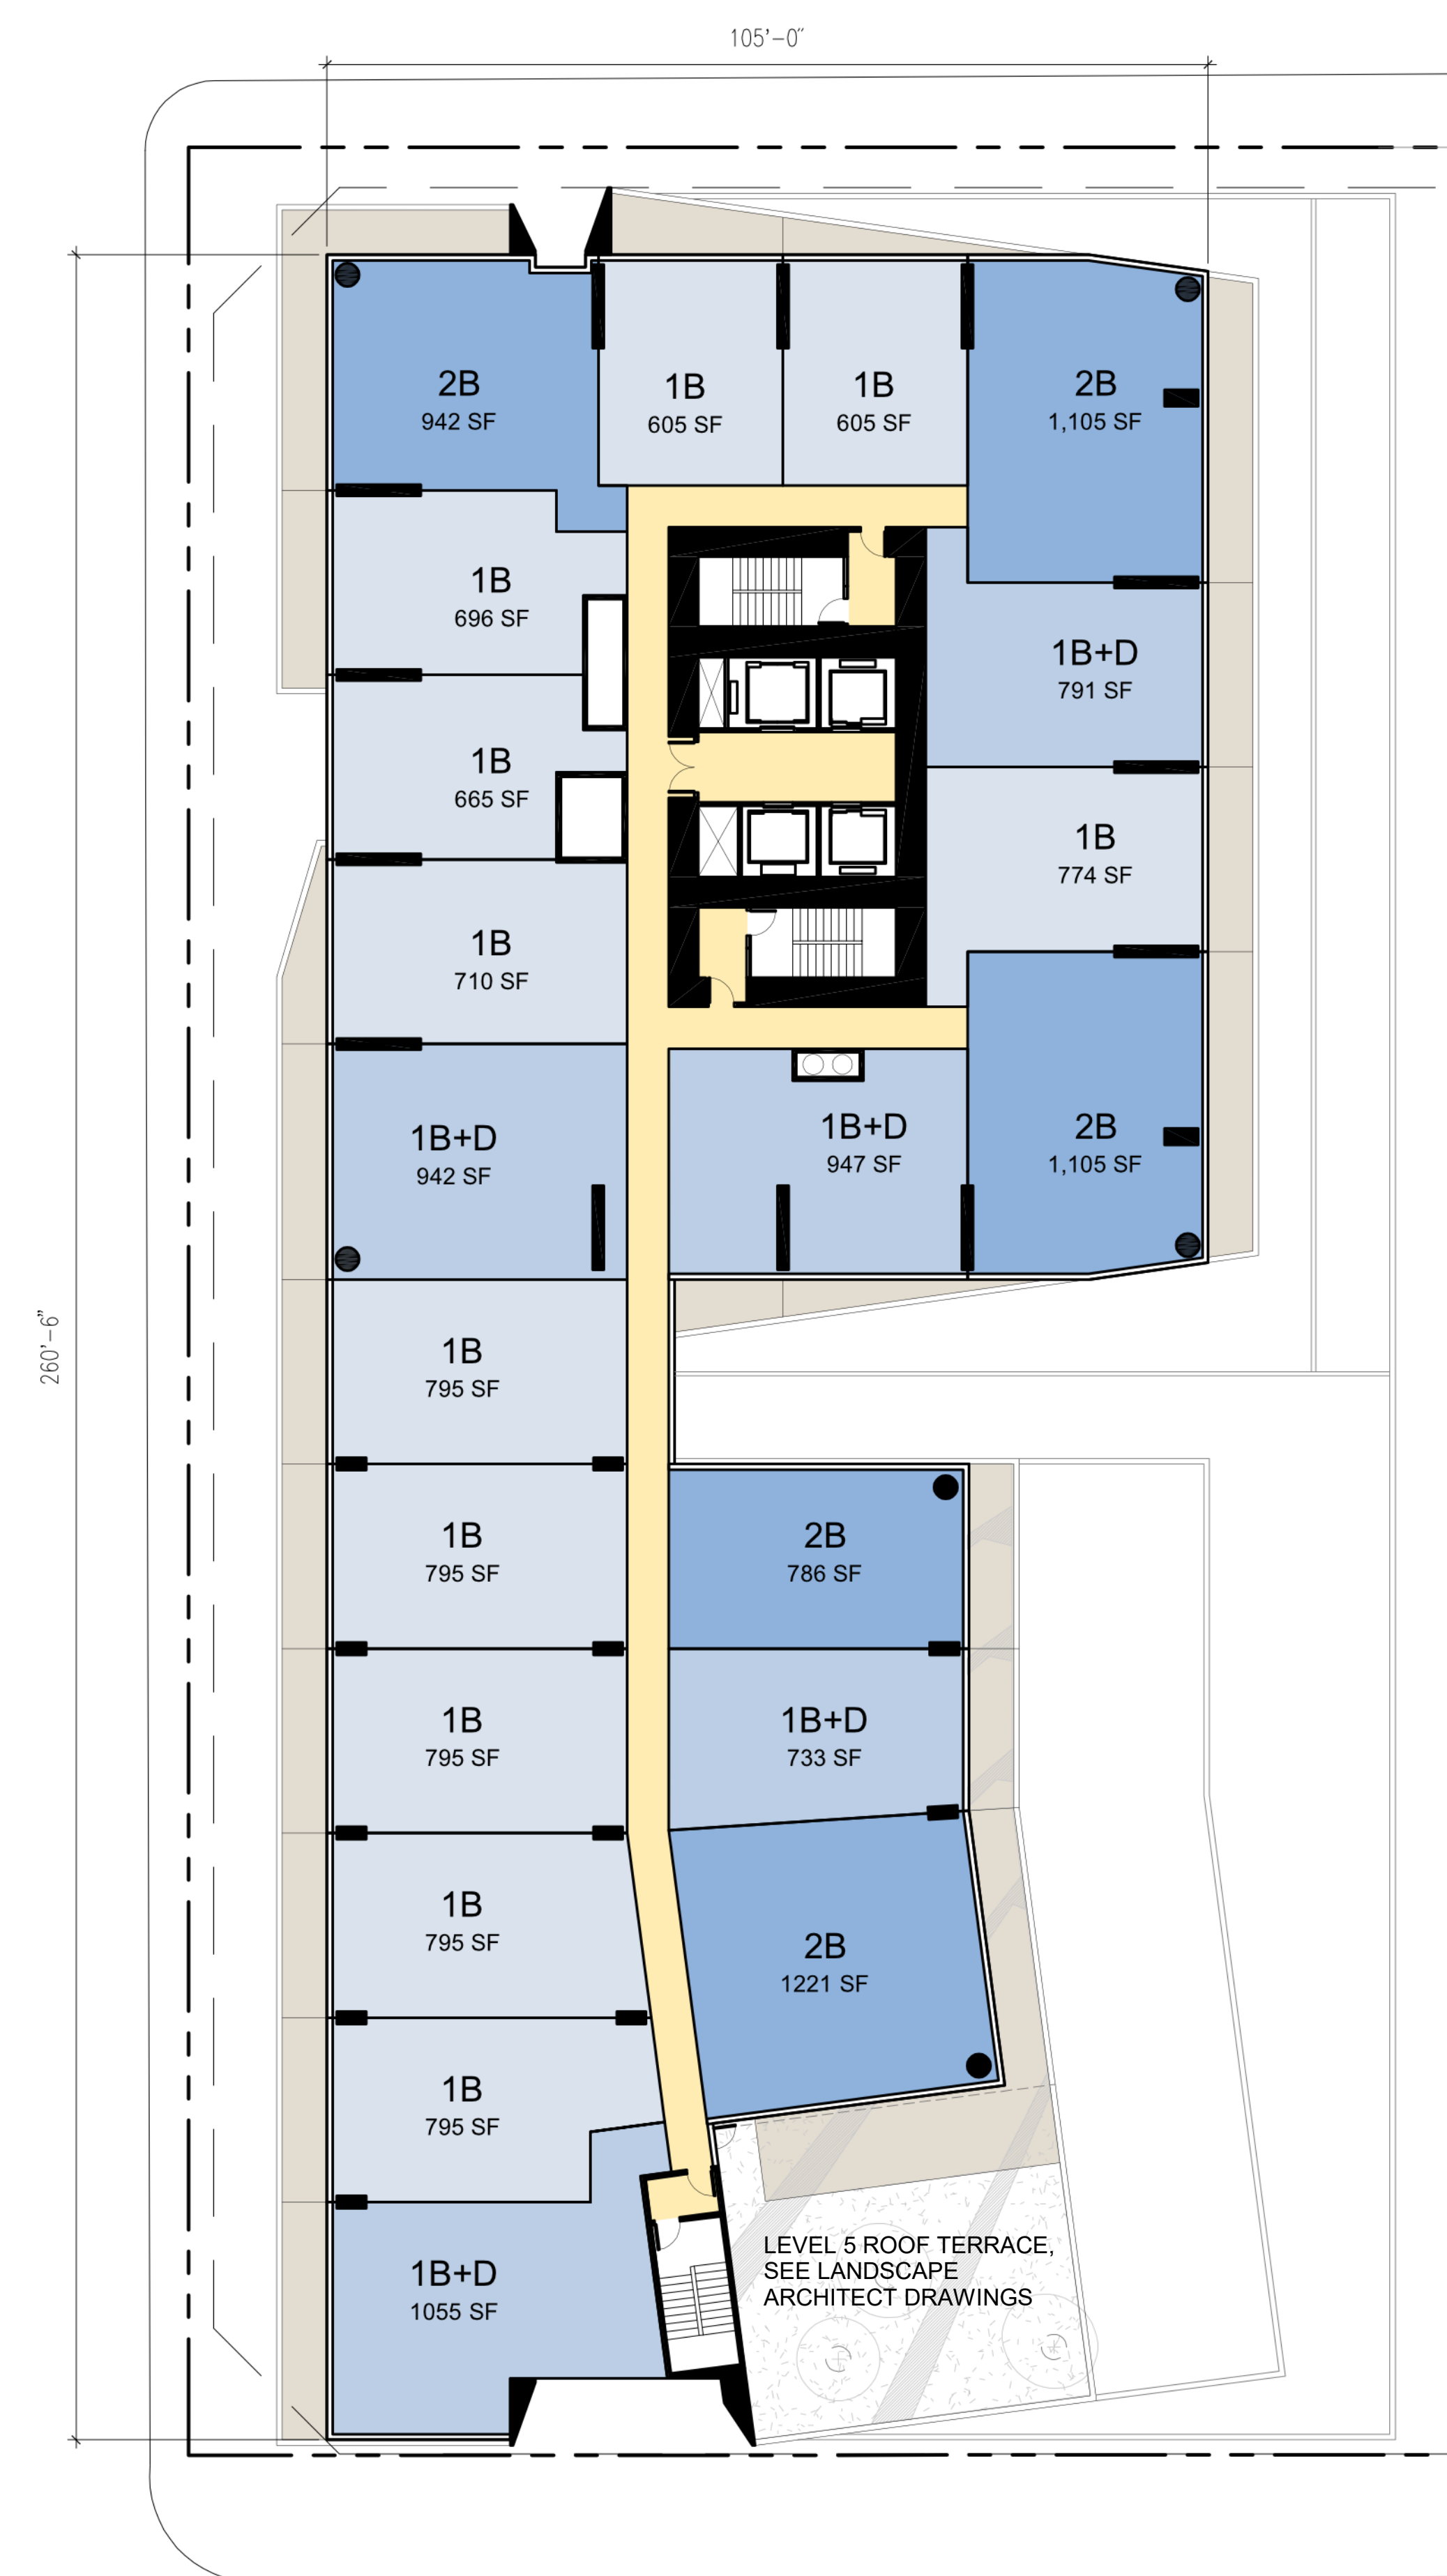 105'-0"
2B
942 SF
1B
605 SF
1B
605 SF
2B
1,105 SF
1B
696 SF
1B+D
791 SF
1B
665 SF
1B
774 SF
1B
710 SF
1B+D
942 SF
1B+D
947 SF
2B
1,105 SF
260'-6"
1B
795 SF
1B
795 SF
2B
786 SF
1B
795 SF
1B+D
733 SF
1B
795 SF
2B
1221 SF
1B
795 SF
1B+D
1055 SF
LEVEL 5 ROOF TERRACE,
SEE LANDSCAPE
ARCHITECT DRAWINGS